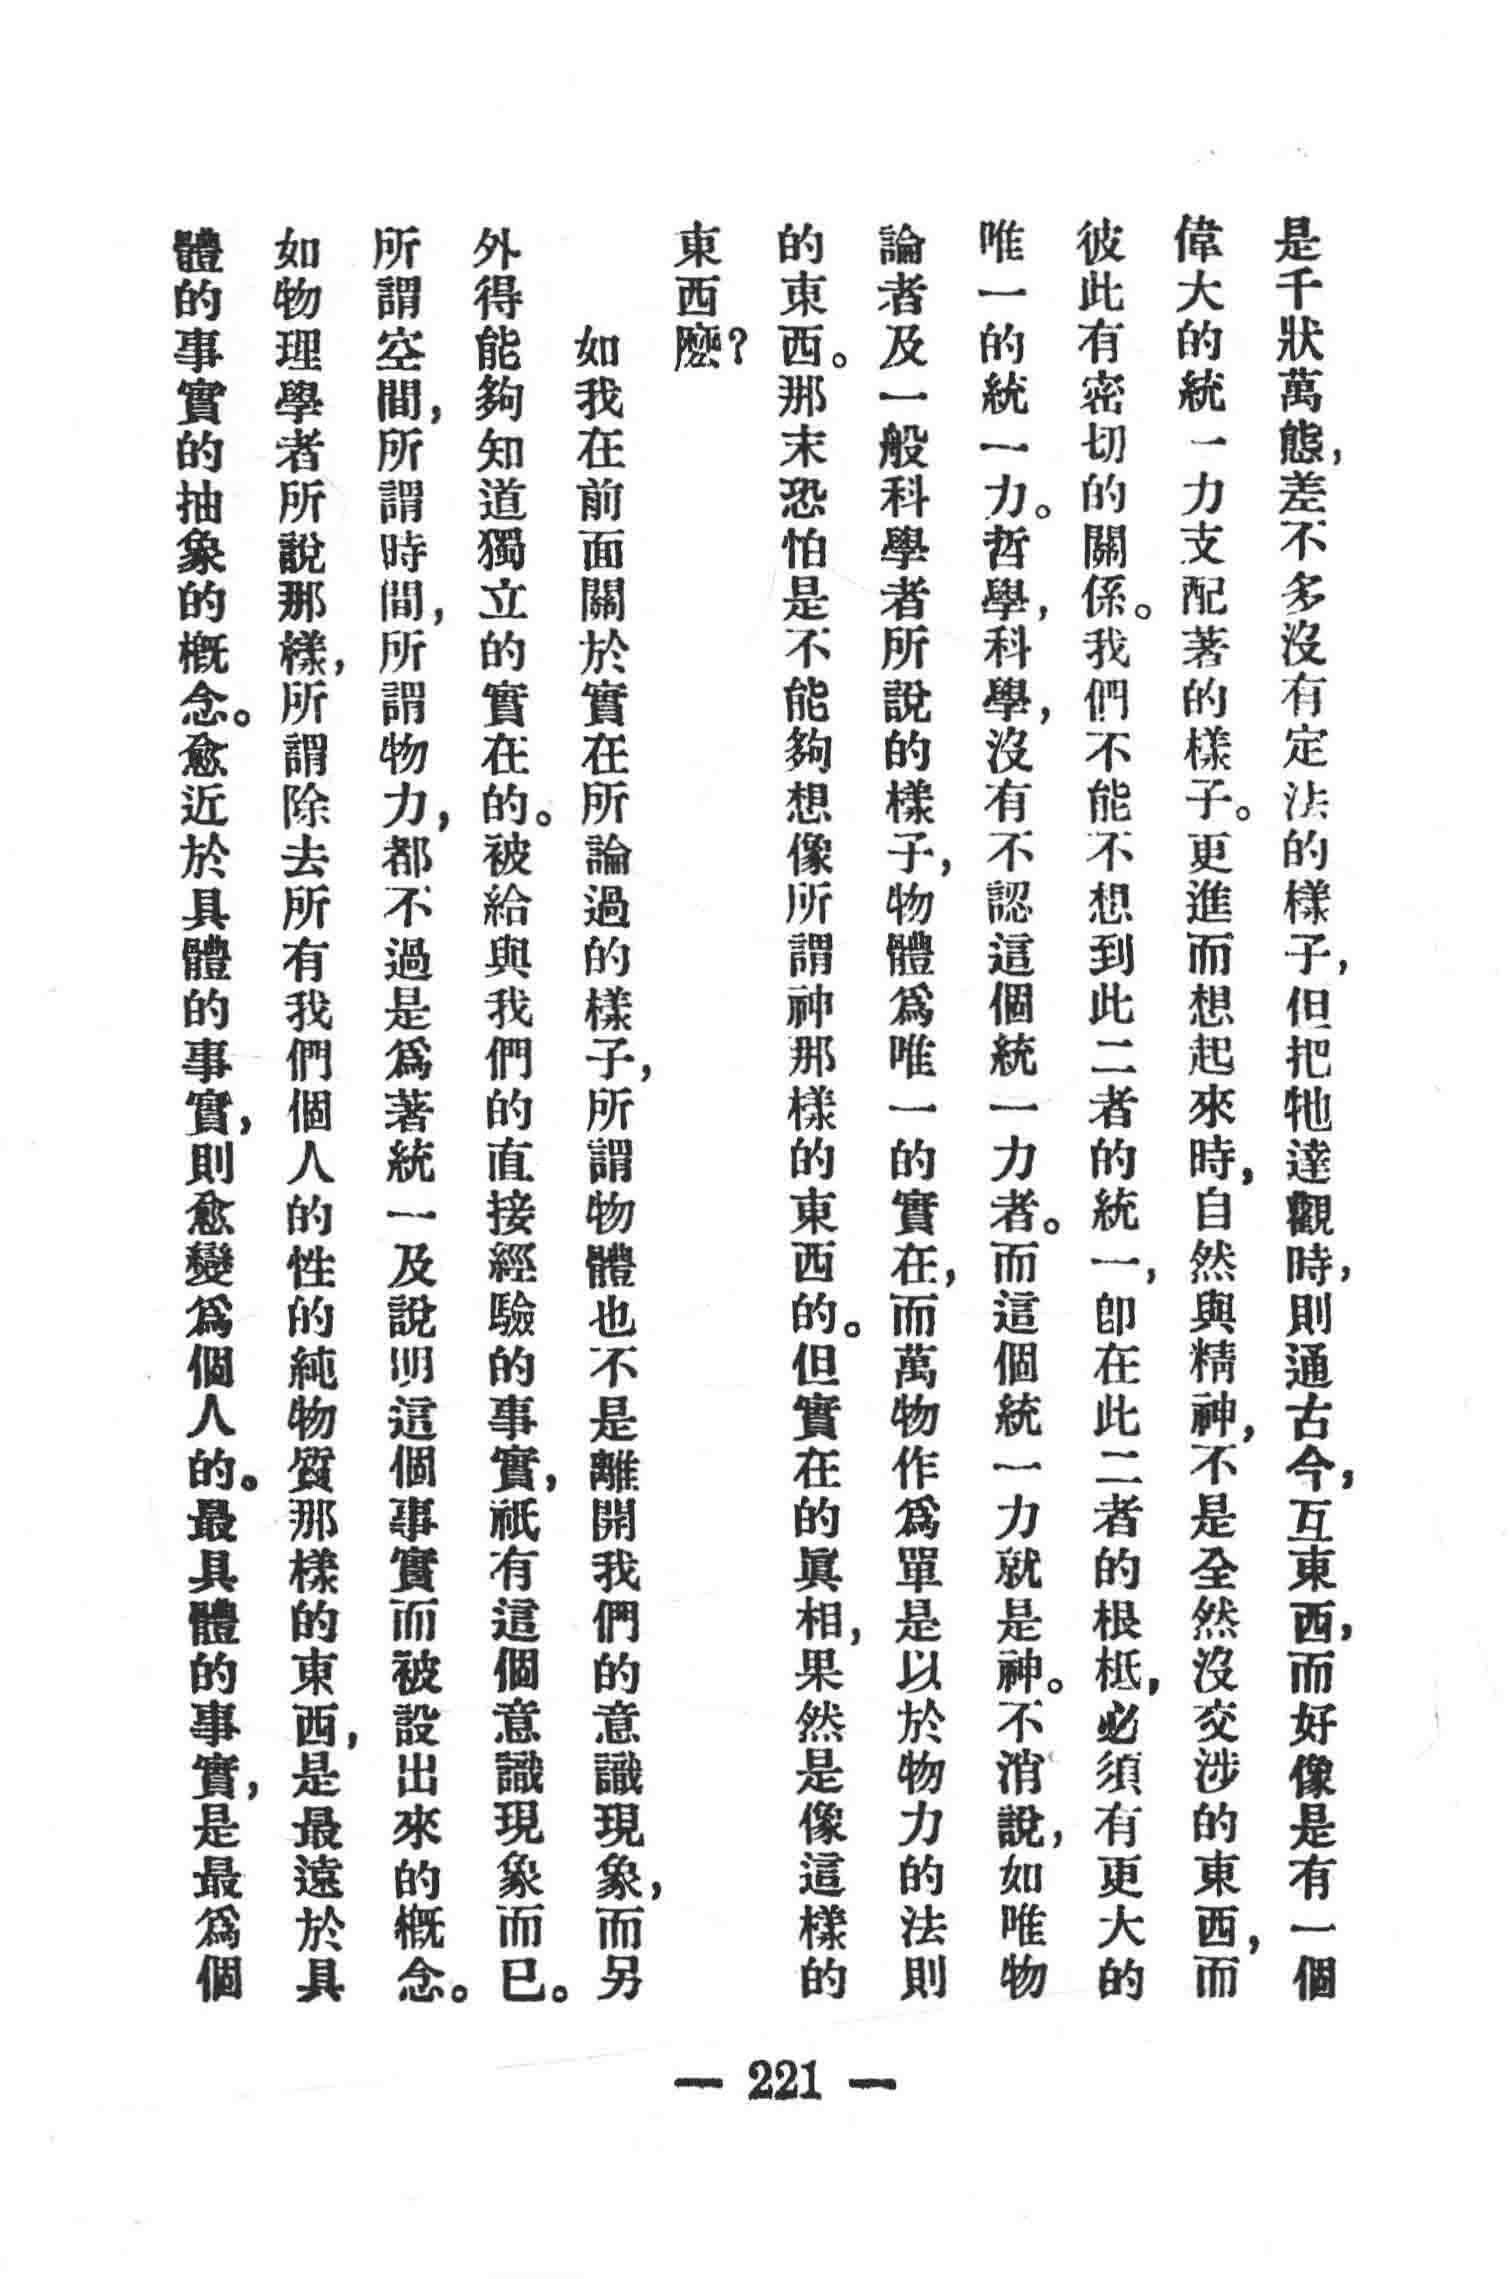 是千狀萬態，差不多沒有定法的樣子，但把牠達觀時，則通古今，互東西，而好像是有一個
偉大的統一力支配著的樣子。更進而想起來時，自然與精神，不是全然沒交涉的東西，而
彼此有密切的關係。我們不能不想到此二者的統一，卽在此二者的根柢，必須有更大的
唯一的統一力。哲學，科學，沒有不認這個統一力者。而這個統一力就是神。不消說，如唯物
論者及一般科學者所說的樣子，物體爲唯一的實在，而萬物作爲單是以於物力的法則
的東西。那末恐怕是不能夠想像所謂神那樣的東西的。但實在的眞相，果然是像這樣的
東西麼？
如我在前面關於實在所論過的樣子，所謂物體也不是離開我們的意識現象，而另
外得能夠知道獨立的實在的。被給與我們的直接經驗的事實，祇有這個意識現象而已。
所謂空間，所謂時間，所謂物力，都不過是爲著統一及說明這個事實而被設出來的概念。
如物理學者所說那樣，所謂除去所有我們個人的性的純物質那樣的東西，是最遠於具
體的事實的抽象的概念。愈近於具體的事實，則愈變爲個人的。最具體的事實，是最爲個
— 221 —